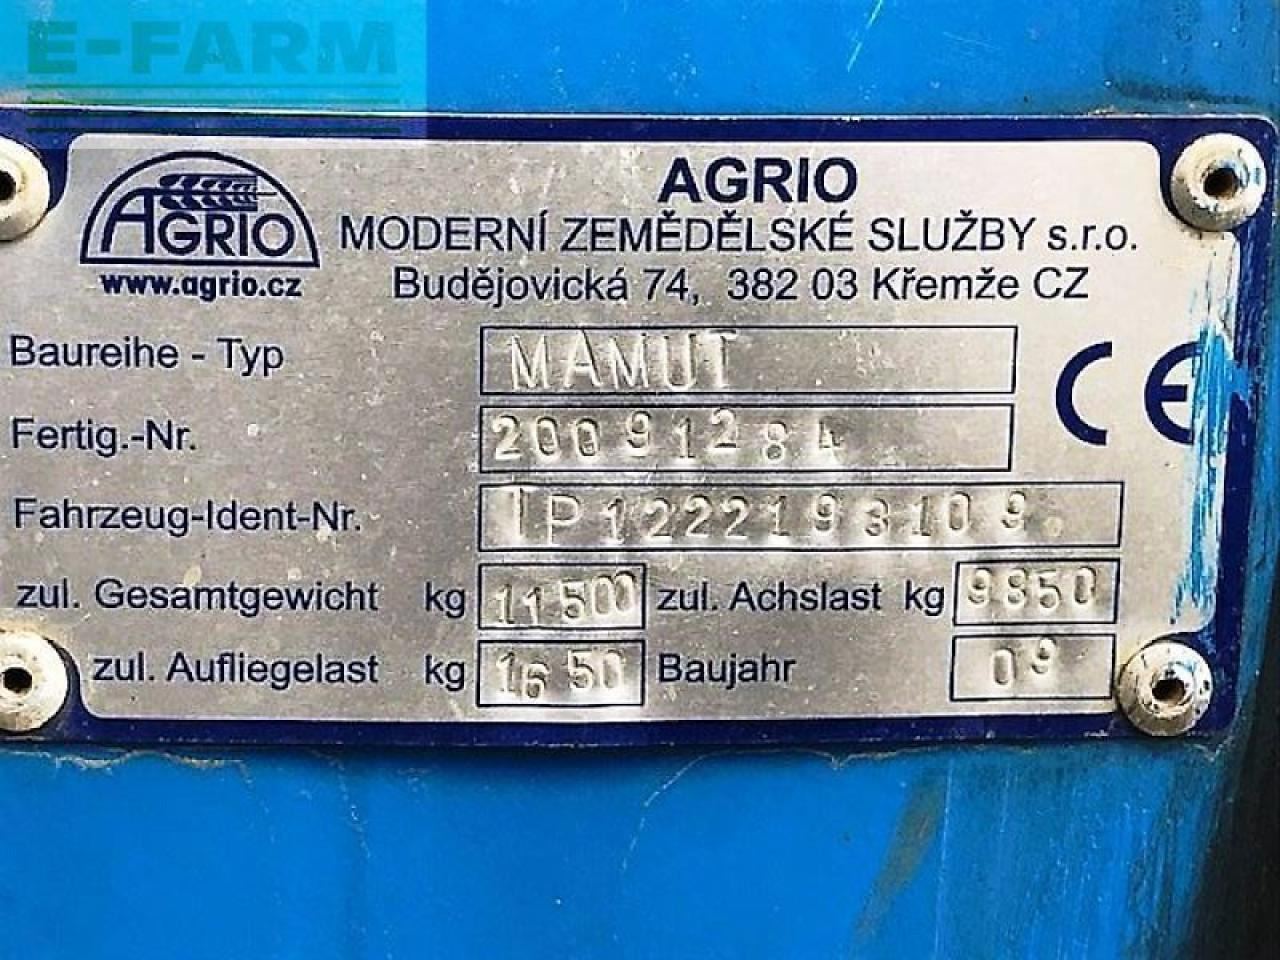 E-FARM
AGRIO
www.agrio.cz
AGRIO
MODERNÍ ZEMĚDĚLSKÉ SLUŽBY s.r.o.
Budějovická 74, 382 03 Křemže CZ
Baureihe - Typ MAMUT
Fertig.-Nr. 20091284
Fahrzeug-Ident-Nr. IP1222193109
zul. Gesamtgewicht kg 11500 zul. Achslast kg 9850
zul. Aufliegelast kg 1650 Baujahr 09
CE